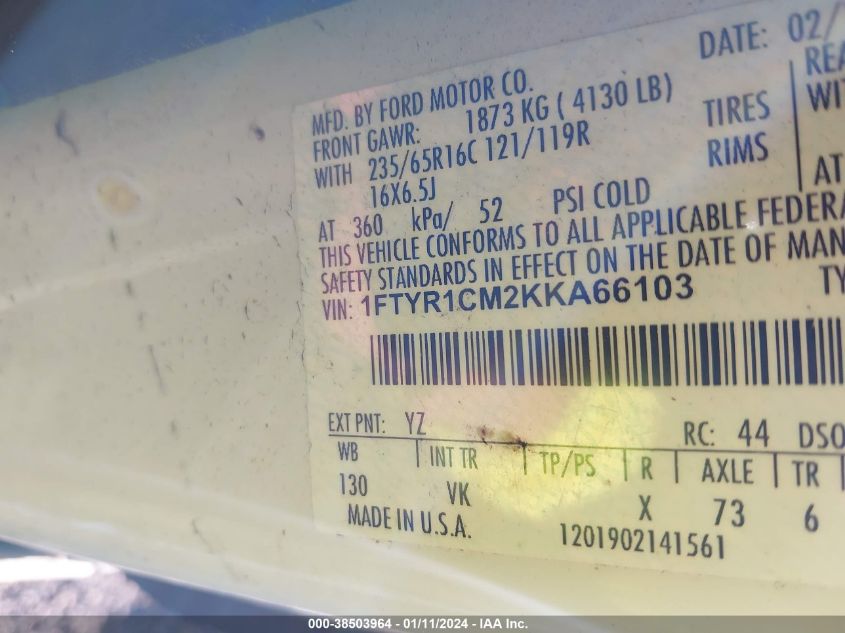 DATE: 02/
MFD. BY FORD MOTOR CO.
FRONT GAWR: 1873 KG ( 4130 LB)
WITH 235/65R16C 121/119R TIRES
16X6.5J RIMS
AT 360 kPa/ 52 PSI COLD AT
THIS VEHICLE CONFORMS TO ALL APPLICABLE
SAFETY STANDARDS IN EFFECT ON THE DATE OF
VIN: 1FTYR1CM2KKA66103
EXT PNT: YZ RC: 44 DSO
WB INT TR TP/PS R AXLE TR
130 VK X 73 6
MADE IN U.S.A. 1201902141561
000-38503964 - 01/11/2024 - IAA Inc.